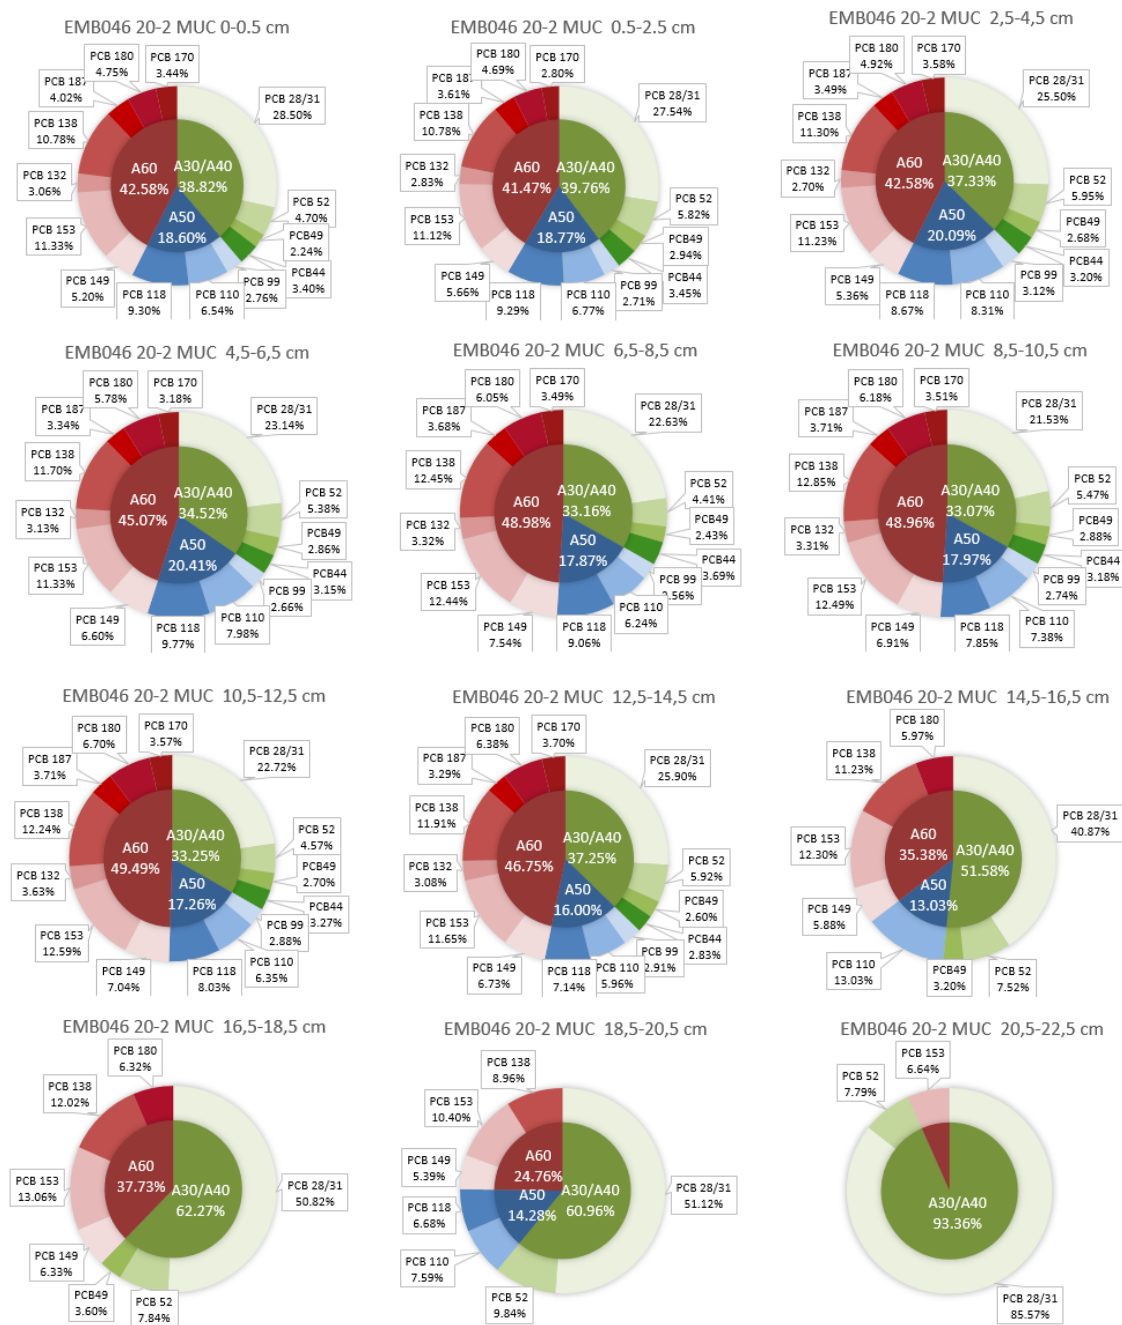 EMB046 20-2 MUC 0-0.5 cm
PCB 180
4.75%
PCB 170
3.44%
PCB 187
4.02%
PCB 28/31
28.50%
PCB 138
10.78%
A60
42.58%
A30/A40
38.82%
PCB 132
3.06%
A50
18.60%
PCB 52
4.70%
PCB 153
11.33%
PCB49
2.24%
PCB44
3.40%
PCB 149
5.20%
PCB 118
9.30%
PCB 110
6.54%
PCB 99
2.76%
EMB046 20-2 MUC 0.5-2.5 cm
PCB 180
4.69%
PCB 170
2.80%
PCB 18
3.61%
PCB 28/31
27.54%
PCB 138
10.78%
A60
41.47%
A30/A40
39.76%
PCB 132
2.83%
A50
18.77%
PCB 52
5.82%
PCB 153
11.12%
PCB49
2.94%
PCB44
3.45%
PCB 149
5.66%
PCB 118
9.29%
PCB 110
6.77%
PCB 99
2.71%
EMB046 20-2 MUC 2,5-4,5 cm
PCB 180
4.92%
PCB 170
3.58%
PCB 187
3.49%
PCB 28/31
25.50%
PCB 138
11.30%
A60
42.58%
A30/A40
37.33%
PCB 132
2.70%
A50
20.09%
PCB 52
5.95%
PCB 153
11.23%
PCB49
2.68%
PCB44
3.20%
PCB 149
5.36%
PCB 118
8.67%
PCB 110
8.31%
PCB 99
3.12%
EMB046 20-2 MUC 4,5-6,5 cm
PCB 180
5.78%
PCB 170
3.18%
PCB 187
3.34%
PCB 28/31
23.14%
PCB 138
11.70%
A60
45.07%
A30/A40
34.52%
PCB 132
3.13%
A50
20.41%
PCB 52
5.38%
PCB49
2.86%
PCB 153
11.33%
PCB44
3.15%
PCB 99
2.66%
PCB 149
6.60%
PCB 118
9.77%
PCB 110
7.98%
EMB046 20-2 MUC 6,5-8,5 cm
PCB 180
6.05%
PCB 170
3.49%
PCB 187
3.68%
PCB 28/31
22.63%
PCB 138
12.45%
A60
48.98%
A30/A40
33.16%
PCB 132
3.32%
A50
17.87%
PCB 52
4.41%
PCB49
2.43%
PCB 153
12.44%
PCB44
3.69%
PCB 99
.56%
PCB 149
7.54%
PCB 118
9.06%
PCB 110
6.24%
EMB046 20-2 MUC 8,5-10,5 cm
PCB 180
6.18%
PCB 170
3.51%
PCB 187
3.71%
PCB 28/31
21.53%
PCB 138
12.85%
A60
48.96%
A30/A40
33.07%
PCB 132
3.31%
A50
17.97%
PCB 52
5.47%
PCB49
2.88%
PCB 153
12.49%
PCB44
3.18%
PCB 99
2.74%
PCB 149
6.91%
PCB 118
7.85%
PCB 110
7.38%
EMB046 20-2 MUC 10,5-12,5 cm
PCB 180
6.70%
PCB 170
3.57%
PCB 187
3.71%
PCB 28/31
22.72%
PCB 138
12.24%
A60
49.49%
A30/A40
33.25%
PCB 132
3.63%
A50
17.26%
PCB 52
4.57%
PCB49
2.70%
PCB 153
12.59%
PCB44
3.27%
PCB 99
2.88%
PCB 149
7.04%
PCB 118
8.03%
PCB 110
6.35%
EMB046 20-2 MUC 12,5-14,5 cm
PCB 180
6.38%
PCB 170
3.70%
PCB 187
3.29%
PCB 28/31
25.90%
PCB 138
11.91%
A60
46.75%
A30/A40
37.25%
PCB 132
3.08%
A50
16.00%
PCB 52
5.92%
PCB49
2.60%
PCB 153
11.65%
PCB44
2.83%
PCB 99
2.91%
PCB 149
6.73%
PCB 118
7.14%
PCB 110
5.96%
EMB046 20-2 MUC 14,5-16,5 cm
PCB 180
5.97%
PCB 138
11.23%
PCB 28/31
40.87%
PCB 153
12.30%
A60
35.38%
A30/A40
51.58%
A50
13.03%
PCB 149
5.88%
PCB 110
13.03%
PCB49
3.20%
PCB 52
7.52%
EMB046 20-2 MUC 16,5-18,5 cm
PCB 180
6.32%
PCB 138
12.02%
A60
37.73%
A30/A40
62.27%
PCB 153
13.06%
PCB 28/31
50.82%
PCB 149
6.33%
PCB49
3.60%
PCB 52
7.84%
EMB046 20-2 MUC 18,5-20,5 cm
PCB 138
8.96%
PCB 153
10.40%
A60
24.76%
PCB 149
5.39%
A50
14.28%
A30/A40
60.96%
PCB 28/31
51.12%
PCB 118
6.68%
PCB 110
7.59%
PCB 52
9.84%
EMB046 20-2 MUC 20,5-22,5 cm
PCB 153
6.64%
PCB 52
7.79%
A30/A40
93.36%
PCB 28/31
85.57%